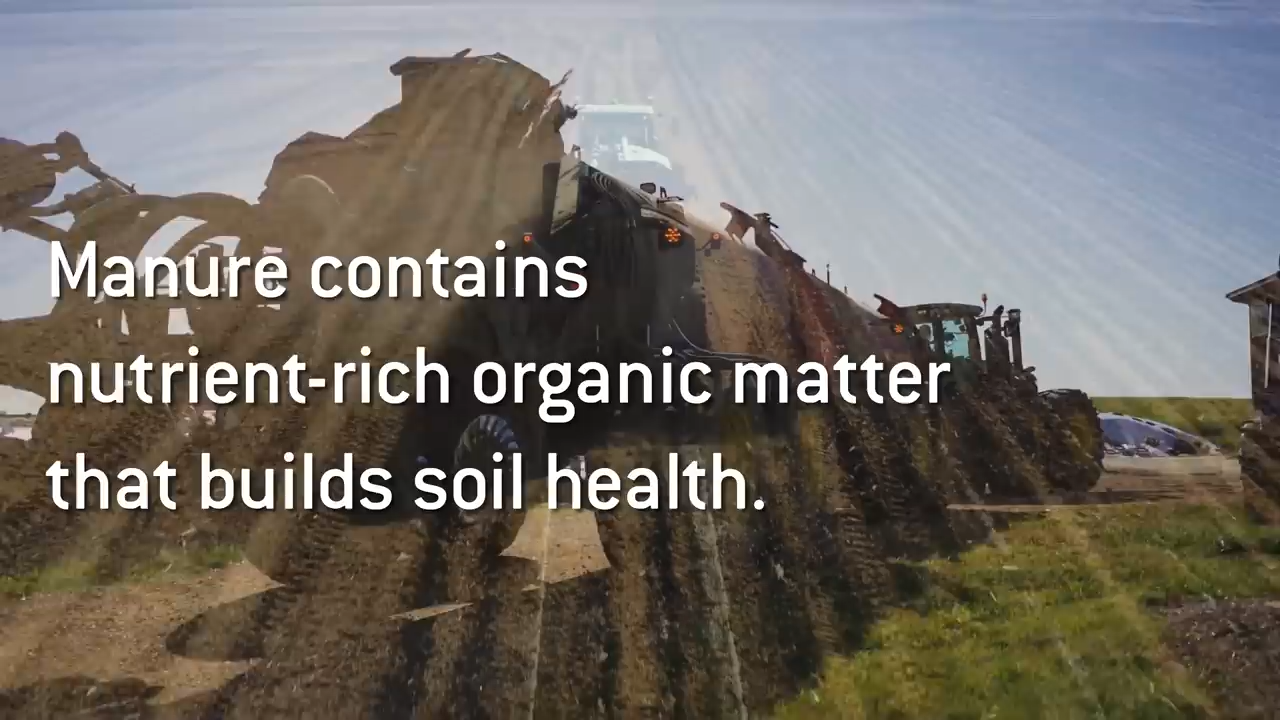 Manure contains
nutrient-rich organic matter
that builds soil health.